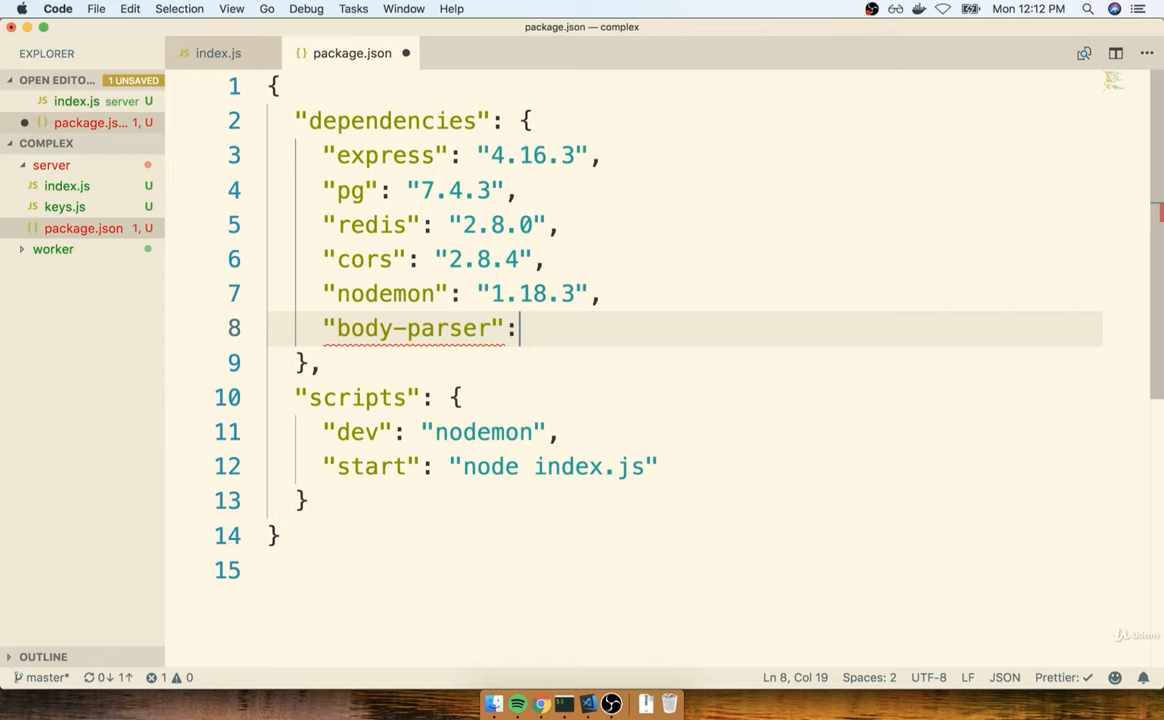 Code File Edit Selection View Go Debug Tasks Window Help Mon 12:12 PM
package.json — complex
EXPLORER
index.js
package.json
OPEN EDITO... 1 UNSAVED
index.js server U
package.js... 1, U
COMPLEX
server
index.js U
keys.js U
package.json 1, U
worker
1 {
2 "dependencies": {
3 "express": "4.16.3",
4 "pg": "7.4.3",
5 "redis": "2.8.0",
6 "cors": "2.8.4",
7 "nodemon": "1.18.3",
8 "body-parser":
9 },
10 "scripts": {
11 "dev": "nodemon",
12 "start": "node index.js"
13 }
14 }
15
Udemy
OUTLINE
master* 0↓ 1↑ 1 0 Ln 8, Col 19 Spaces: 2 UTF-8 LF JSON Prettier: ✓